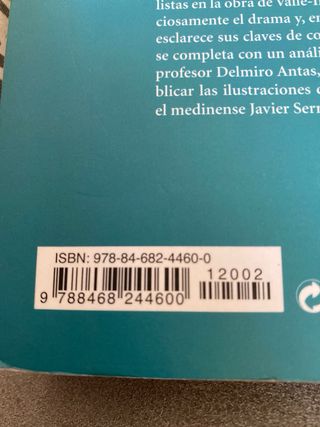 listas en la obra de Valle-I
ciosamente el drama y, en
esclarece sus claves de co
se completa con un anális
profesor Delmiro Antas,
blicar las ilustraciones
el medinense Javier Serr
ISBN: 978-84-682-4460-0
12002
9 788468 244600